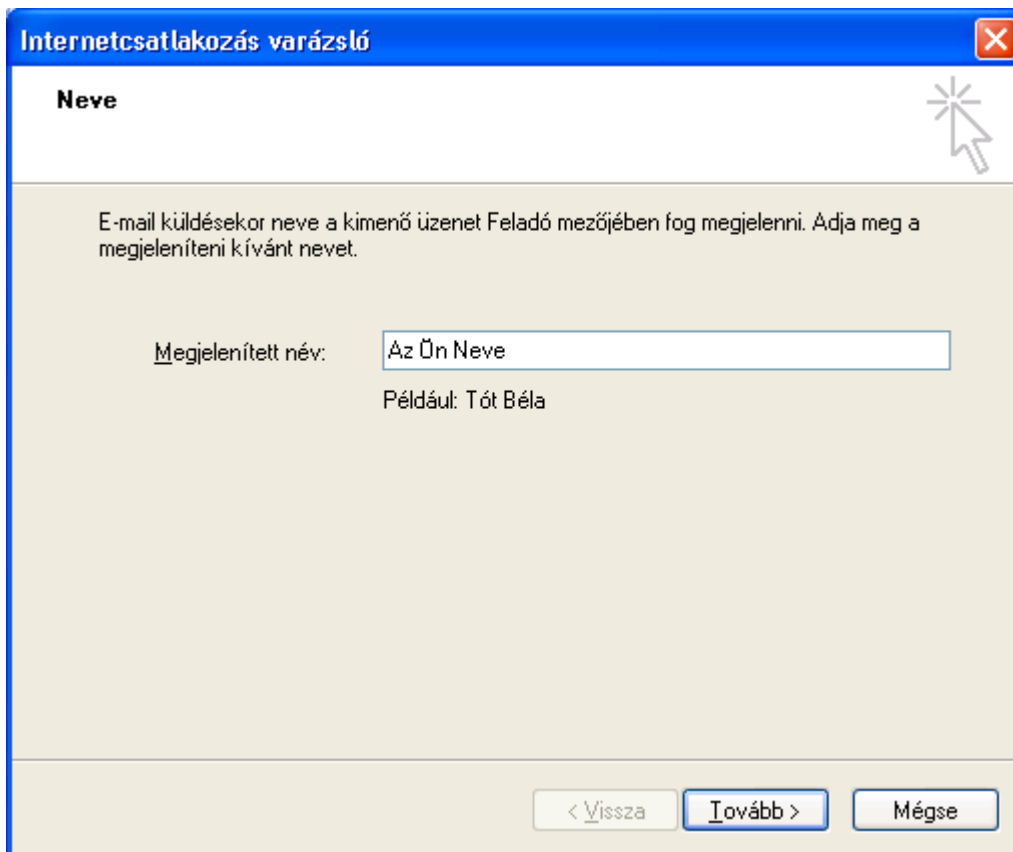 Internetcsatlakozás varázsló
Neve
E-mail küldésekor neve a kimenő üzenet Feladó mezőjében fog megjelenni. Adja meg a
megjeleníteni kívánt nevet.
Megjelenített név:
Az Ön Neve
Például: Tót Béla
< Vissza
Tovább >
Mégse